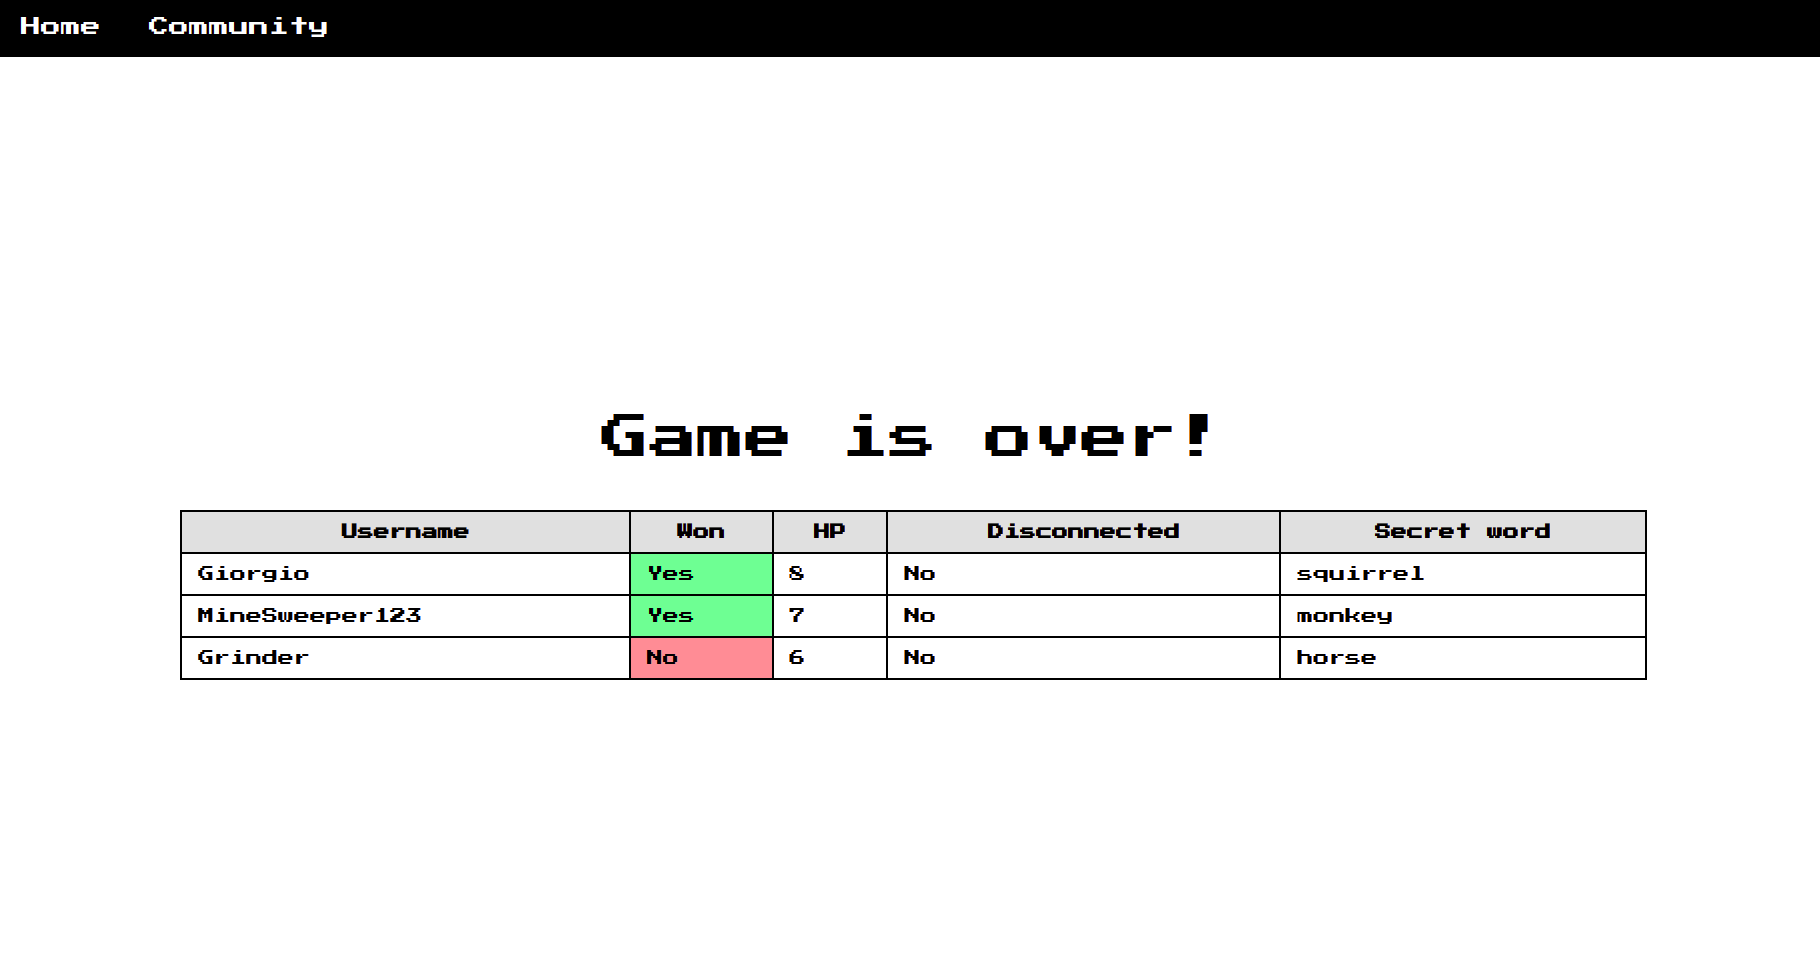 Home Community
Game is over!
Username Won HP Disconnected Secret word
Giorgio Yes 8 No squirrel
MineSweeper123 Yes 7 No monkey
Grinder No 6 No horse